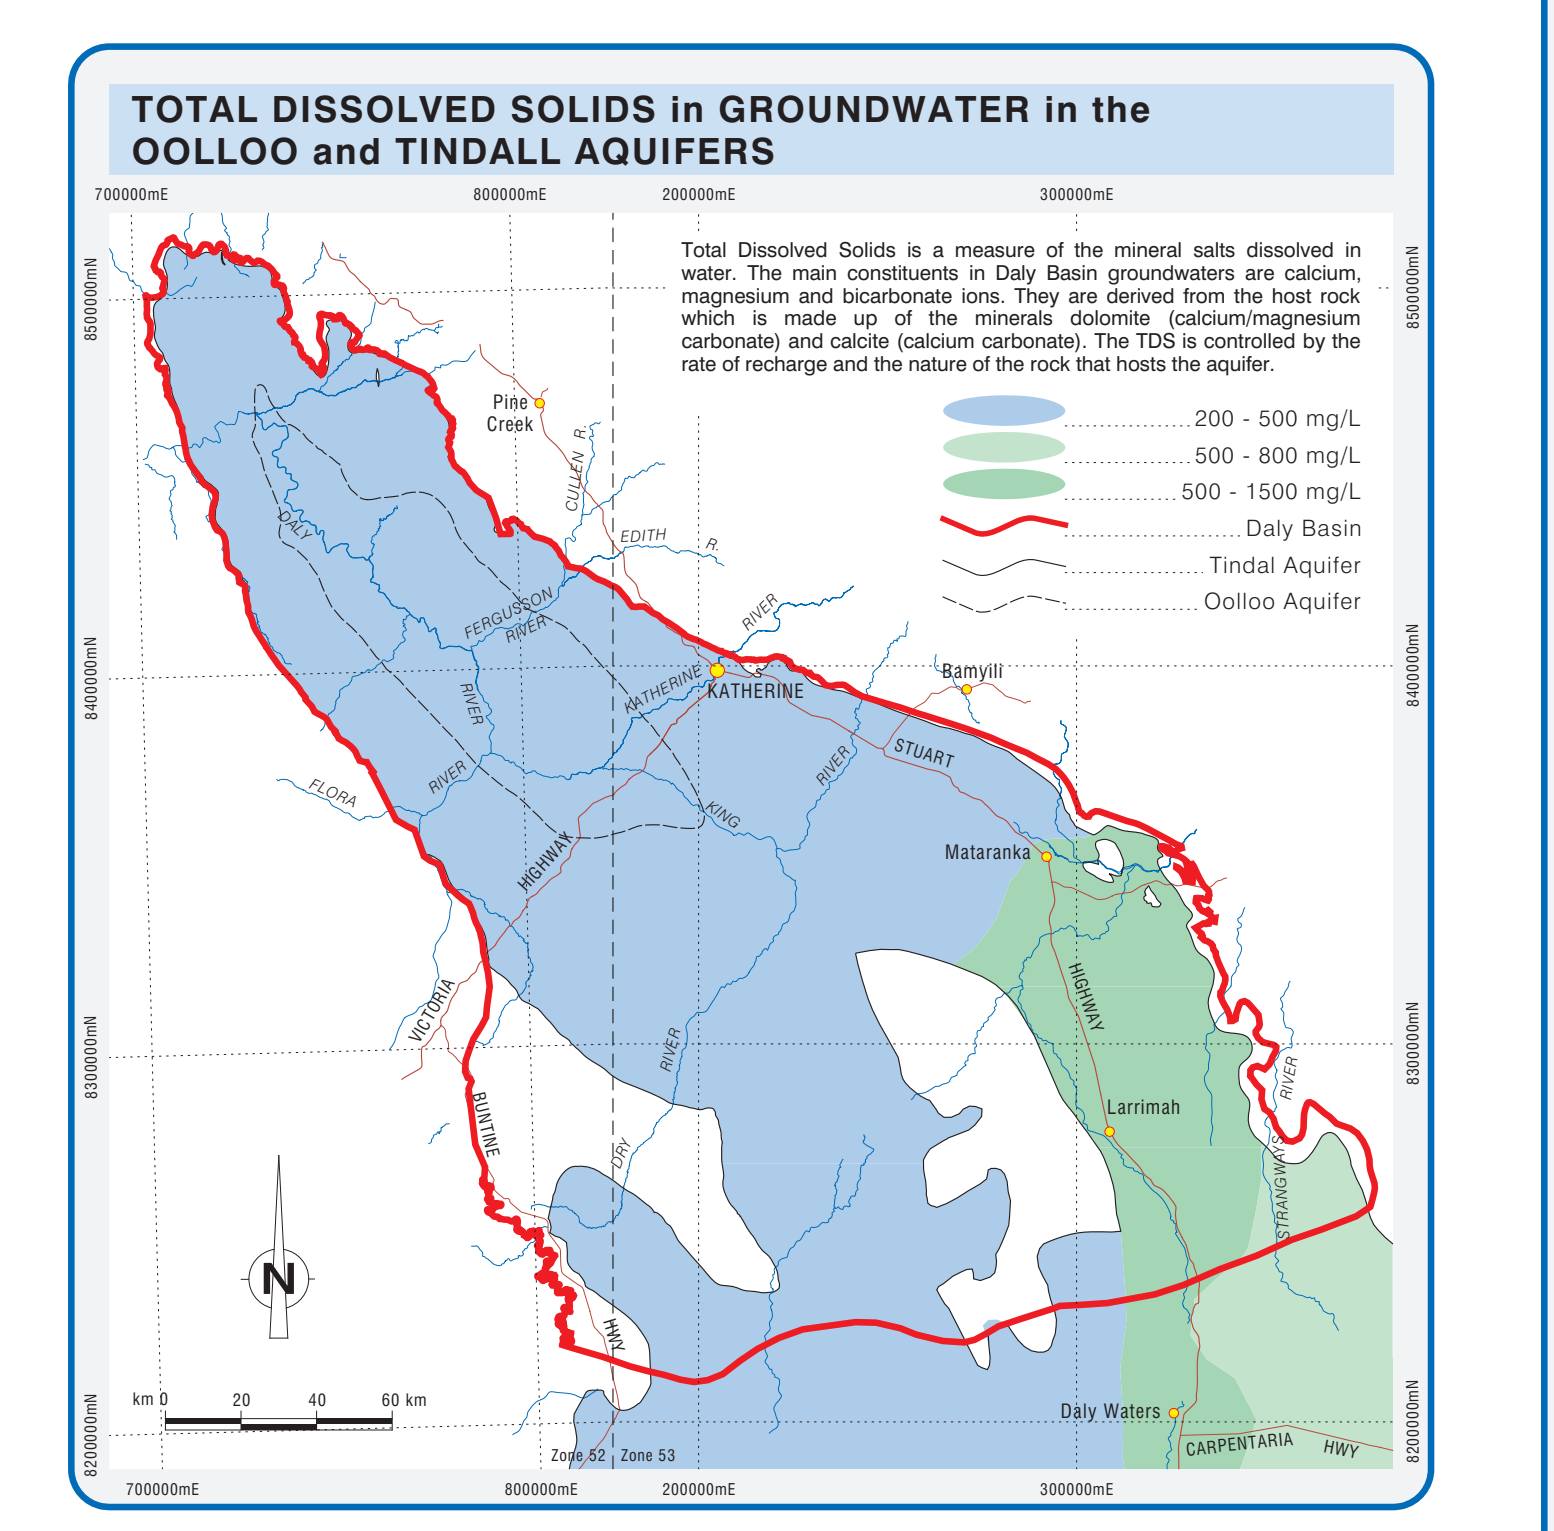 TOTAL DISSOLVED SOLIDS in GROUNDWATER in the
OOLLOO and TINDALL AQUIFERS
700000mE
800000mE
200000mE
300000mE
Total Dissolved Solids is a measure of the mineral salts dissolved in
water. The main constituents in Daly Basin groundwaters are calcium,
magnesium and bicarbonate ions. They are derived from the host rock
which is made up of the minerals dolomite (calcium/magnesium
carbonate) and calcite (calcium carbonate). The TDS is controlled by the
rate of recharge and the nature of the rock that hosts the aquifer.
200 - 500 mg/L
500 - 800 mg/L
500 - 1500 mg/L
Daly Basin
Tindal Aquifer
Oolloo Aquifer
8500000mN
8500000mN
Pine
Creek
CULLEN R.
EDITH R.
DALY
FERGUSSON
RIVER
RIVER
RIVER
KATHERINE
KATHERINE
Bamyili
8400000mN
8400000mN
STUART
RIVER
FLORA
RIVER
KING
HIGHWAY
Mataranka
HIGHWAY
VICTORIA
RIVER
8300000mN
8300000mN
RIVER
BUNTINE
Larrimah
DRY
STRANGWAYS
N
HWY
km 0
20
40
60 km
Daly Waters
CARPENTARIA
HWY
8200000mN
8200000mN
Zone 52
Zone 53
700000mE
800000mE
200000mE
300000mE